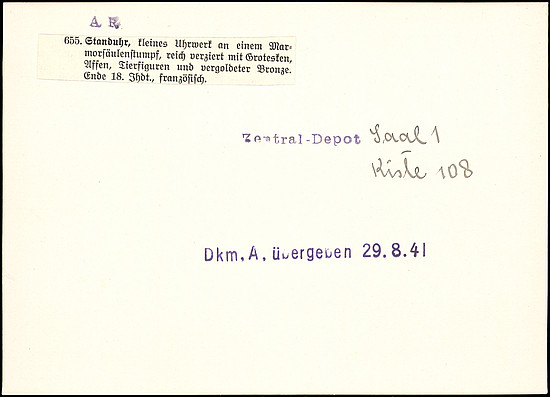 A R
655. Standuhr, kleines Uhrwerk an einem Mar-
morsäulenstumpf, reich verziert mit Grotesken,
Affen, Tierfiguren und vergoldeter Bronze.
Ende 18. Jhdt., französisch.
Zentral-Depot Saal 1
Kiste 108
Dkm. A. übergeben 29.8.41